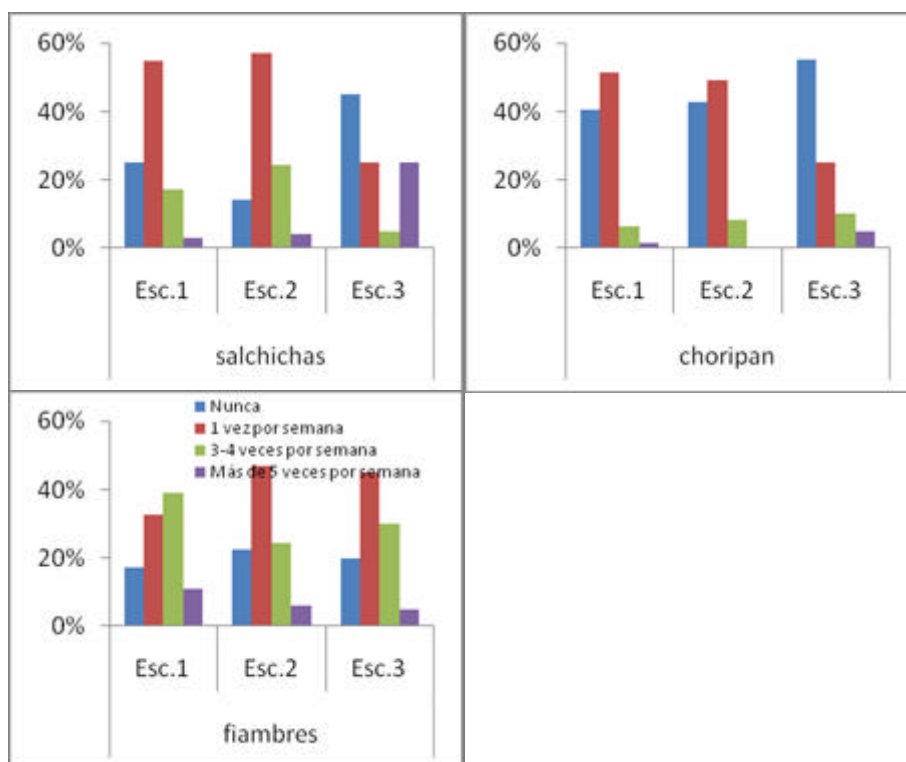 60%
40%
20%
0%
Esc.1 Esc.2 Esc.3
salchichas
60%
40%
20%
0%
Esc.1 Esc.2 Esc.3
choripan
Nunca
1 vez por semana
3-4 veces por semana
Más de 5 veces por semana
60%
40%
20%
0%
Esc.1 Esc.2 Esc.3
fiambres